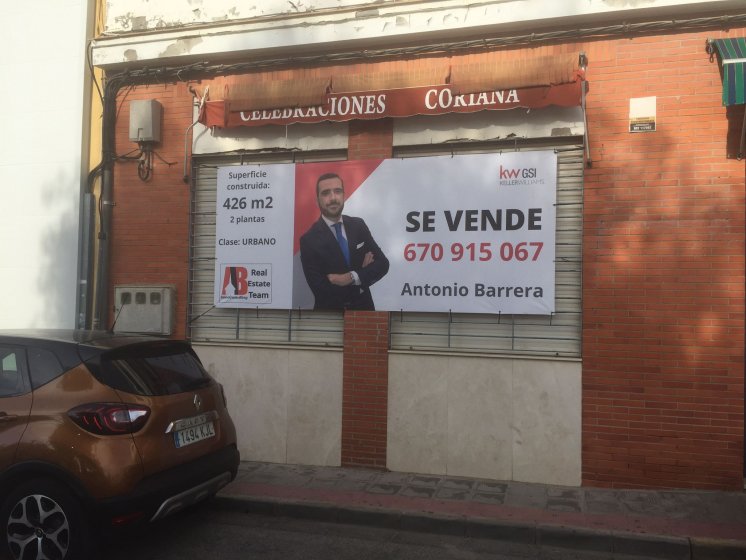 CELEBRACIONES CORIANA
Superficie
construida:
426 m2
2 plantas
Clase: URBANO
AB
Real
Estate
Team
kw GSI
KELLERWILLIAMS.
SE VENDE
670 915 067
Antonio Barrera
1494 KJL